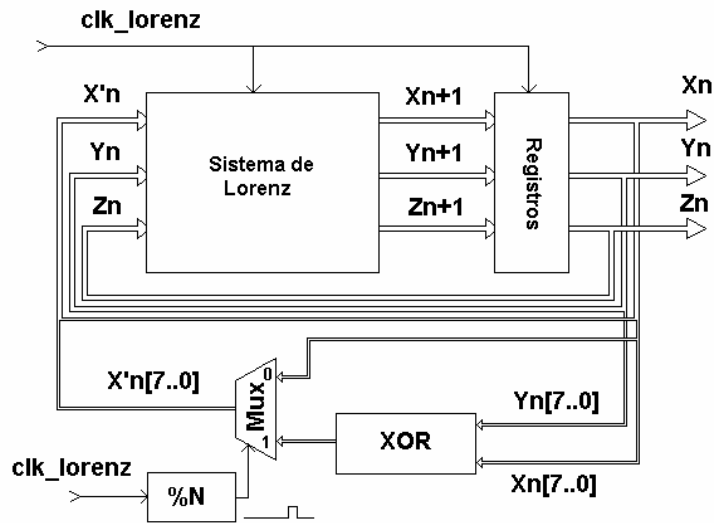 clk_lorenz
X'n
Xn+1
Xn
Yn
Sistema de
Lorenz
Yn+1
Registros
Yn
Zn
Zn+1
Zn
X'n[7..0]
Mux
0
1
Yn[7..0]
XOR
clk_lorenz
%N
Xn[7..0]